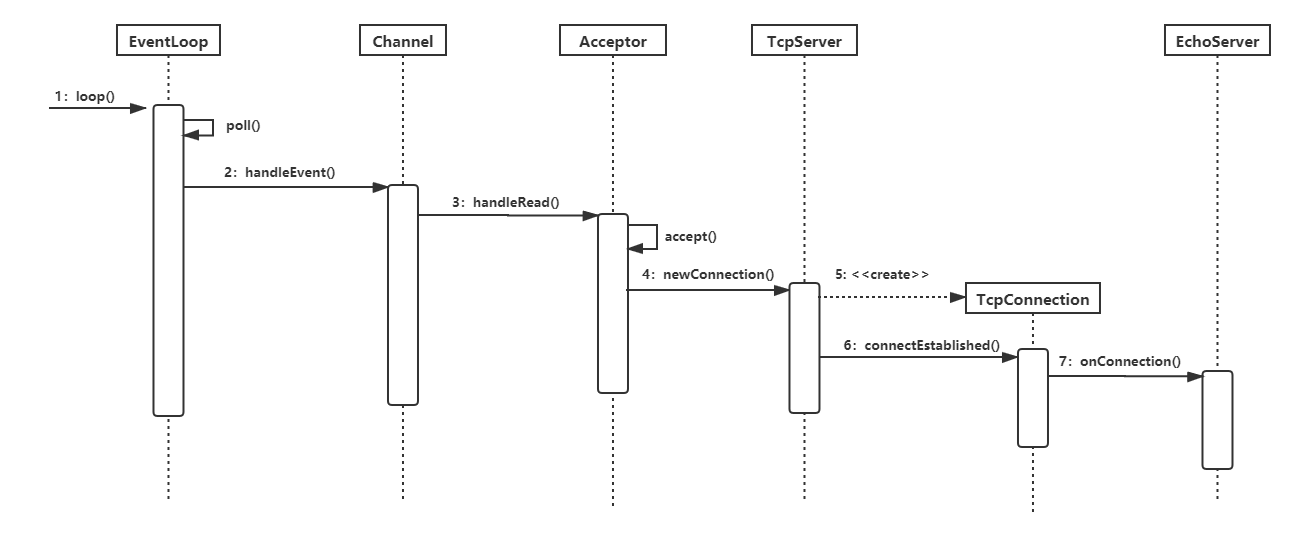 EventLoop
Channel
Acceptor
TcpServer
EchoServer
1: loop()
poll()
2: handleEvent()
3: handleRead()
accept()
4: newConnection()
5: <<create>>
TcpConnection
6: connectEstablished()
7: onConnection()